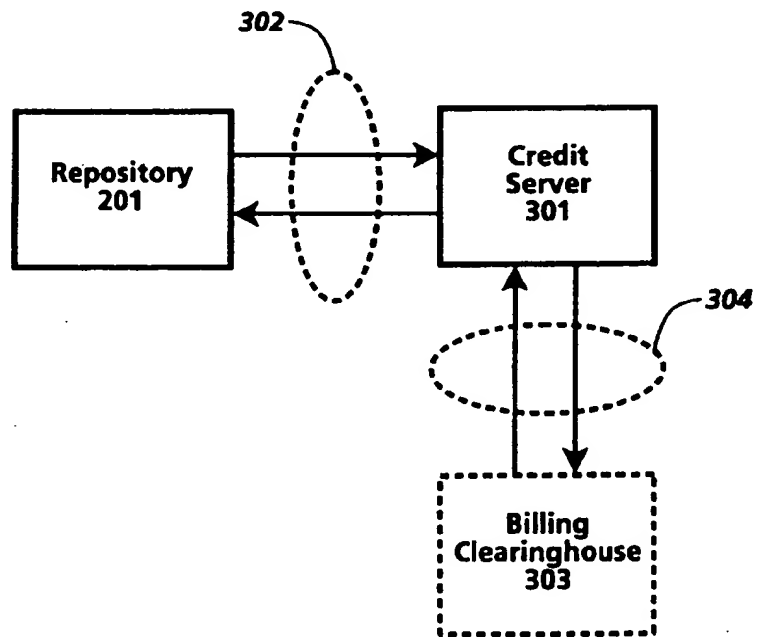 302
Repository
201
Credit
Server
301
304
Billing
Clearinghouse
303